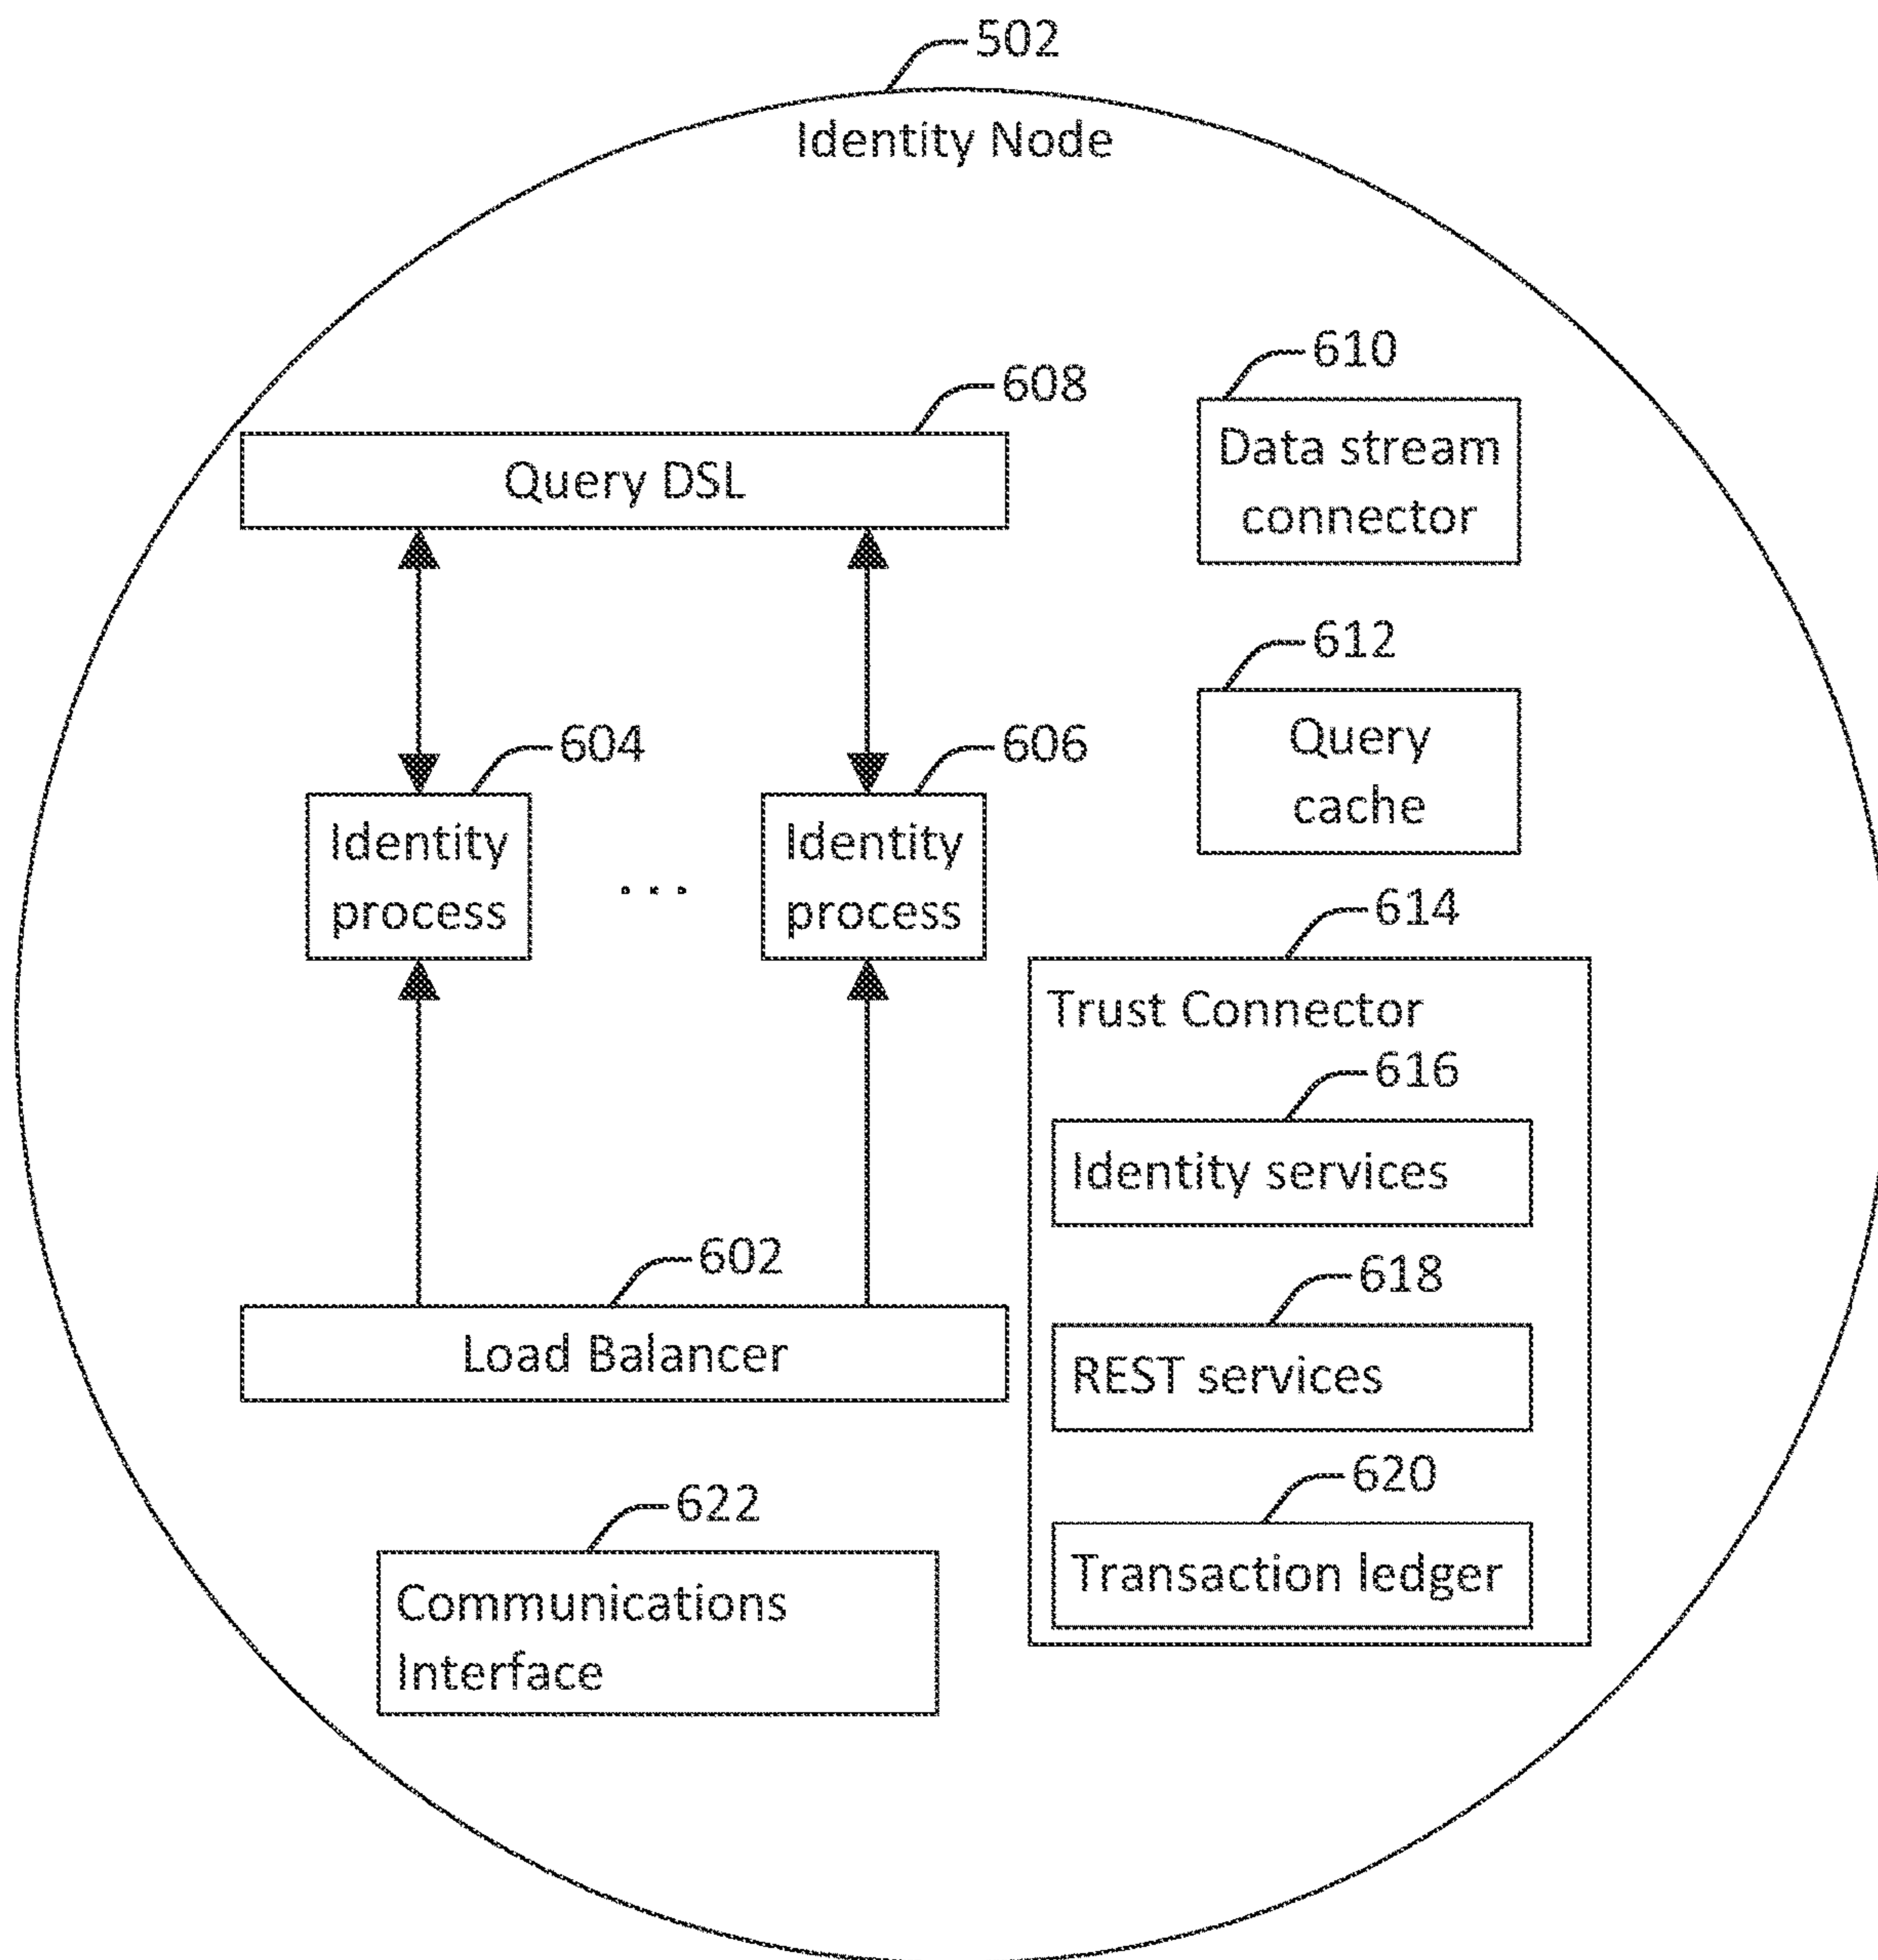 502
Identity Node
610
608
Data stream
connector
Query DSL
612
Query
cache
604
606
Identity
process
. . .
Identity
process
614
Trust Connector
616
Identity services
602
618
Load Balancer
REST services
620
622
Transaction ledger
Communications
Interface